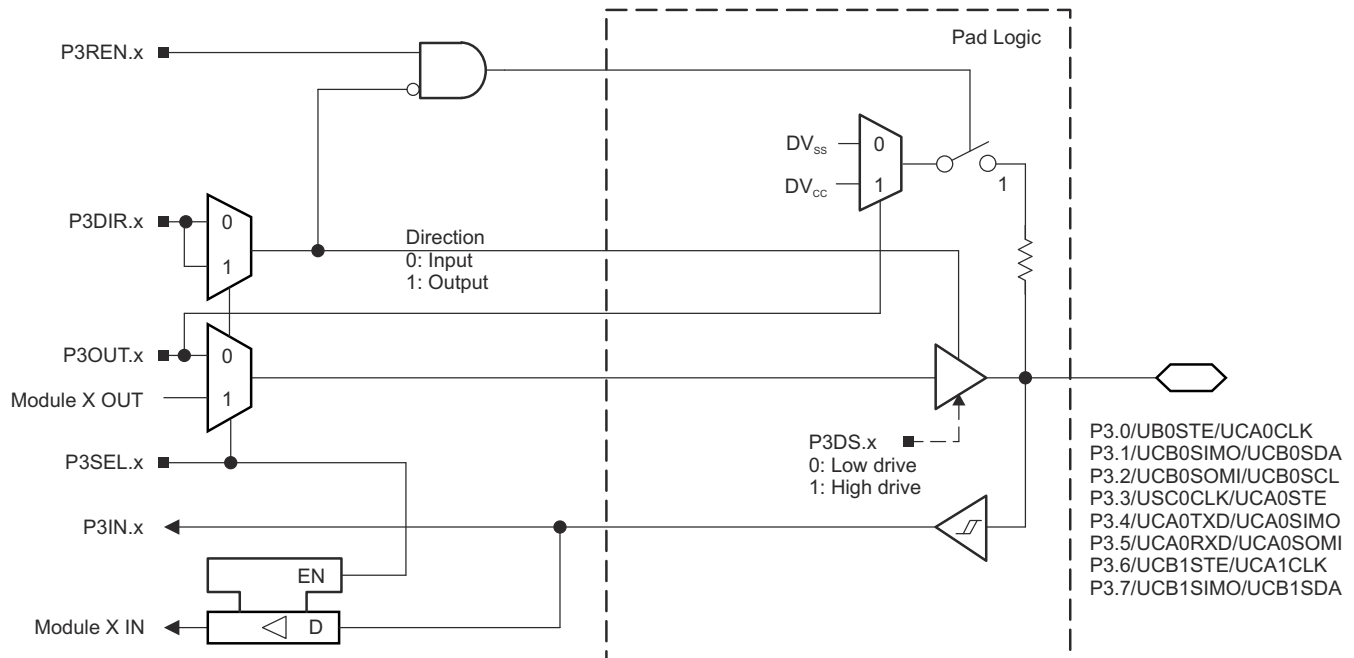 Pad Logic
P3REN.x
DVSS
0
DVCC
1
1
P3DIR.x
0
1
Direction
0: Input
1: Output
P3OUT.x
0
Module X OUT
1
P3DS.x
0: Low drive
1: High drive
P3SEL.x
P3IN.x
EN
Module X IN
D
P3.0/UB0STE/UCA0CLK
P3.1/UCB0SIMO/UCB0SDA
P3.2/UCB0SOMI/UCB0SCL
P3.3/USC0CLK/UCA0STE
P3.4/UCA0TXD/UCA0SIMO
P3.5/UCA0RXD/UCA0SOMI
P3.6/UCB1STE/UCA1CLK
P3.7/UCB1SIMO/UCB1SDA